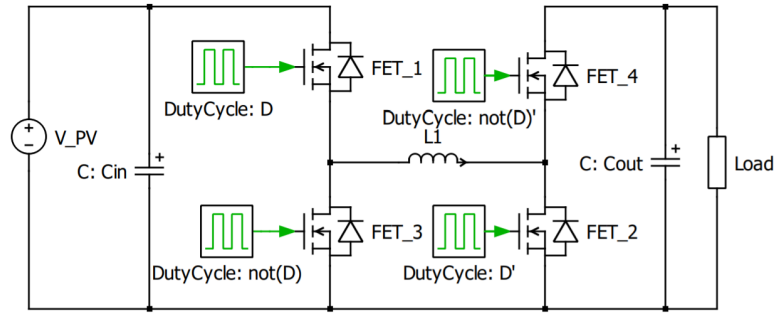 FET_1
FET_4
DutyCycle: D
DutyCycle: not(D)'
L1
V_PV
C: Cin
C: Cout
Load
FET_3
FET_2
DutyCycle: not(D)
DutyCycle: D'